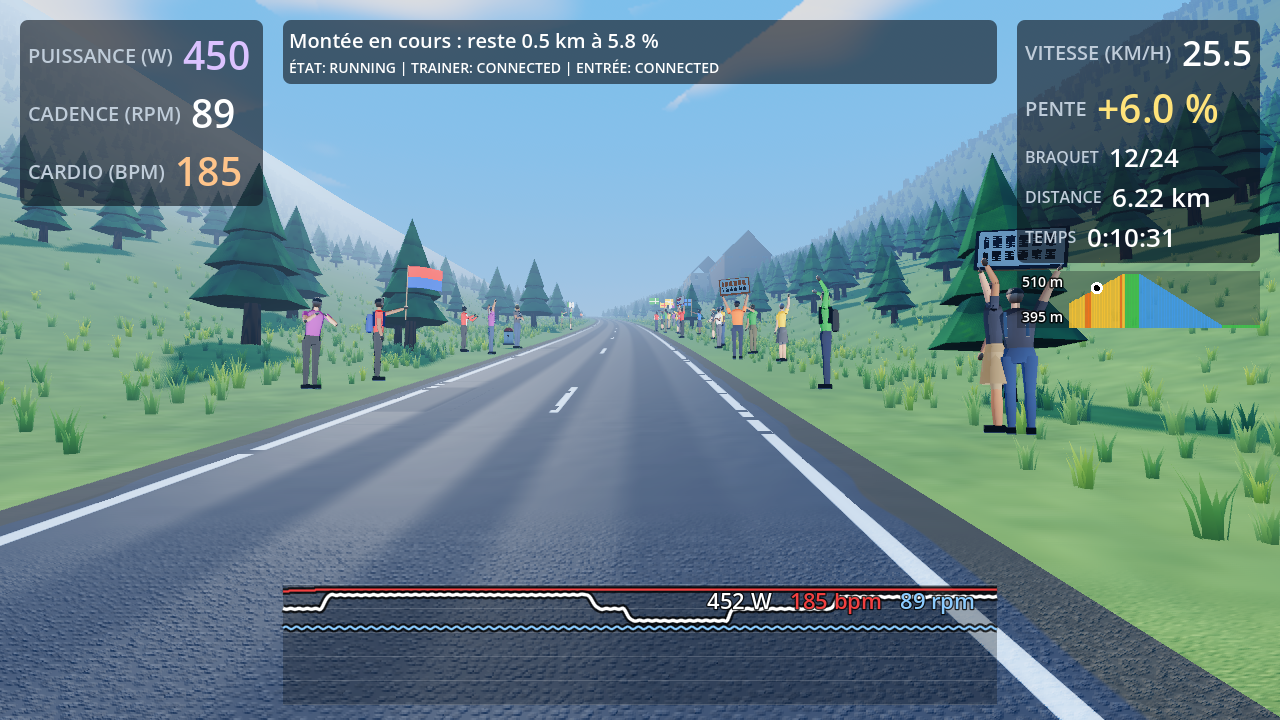 PUISSANCE (W) 450
CADENCE (RPM) 89
CARDIO (BPM) 185
Montée en cours : reste 0.5 km à 5.8 %
ÉTAT: RUNNING | TRAINER: CONNECTED | ENTRÉE: CONNECTED
VITESSE (KM/H) 25.5
PENTE +6.0 %
BRAQUET 12/24
DISTANCE 6.22 km
TEMPS 0:10:31
510 m
395 m
452 W 185 bpm 89 rpm